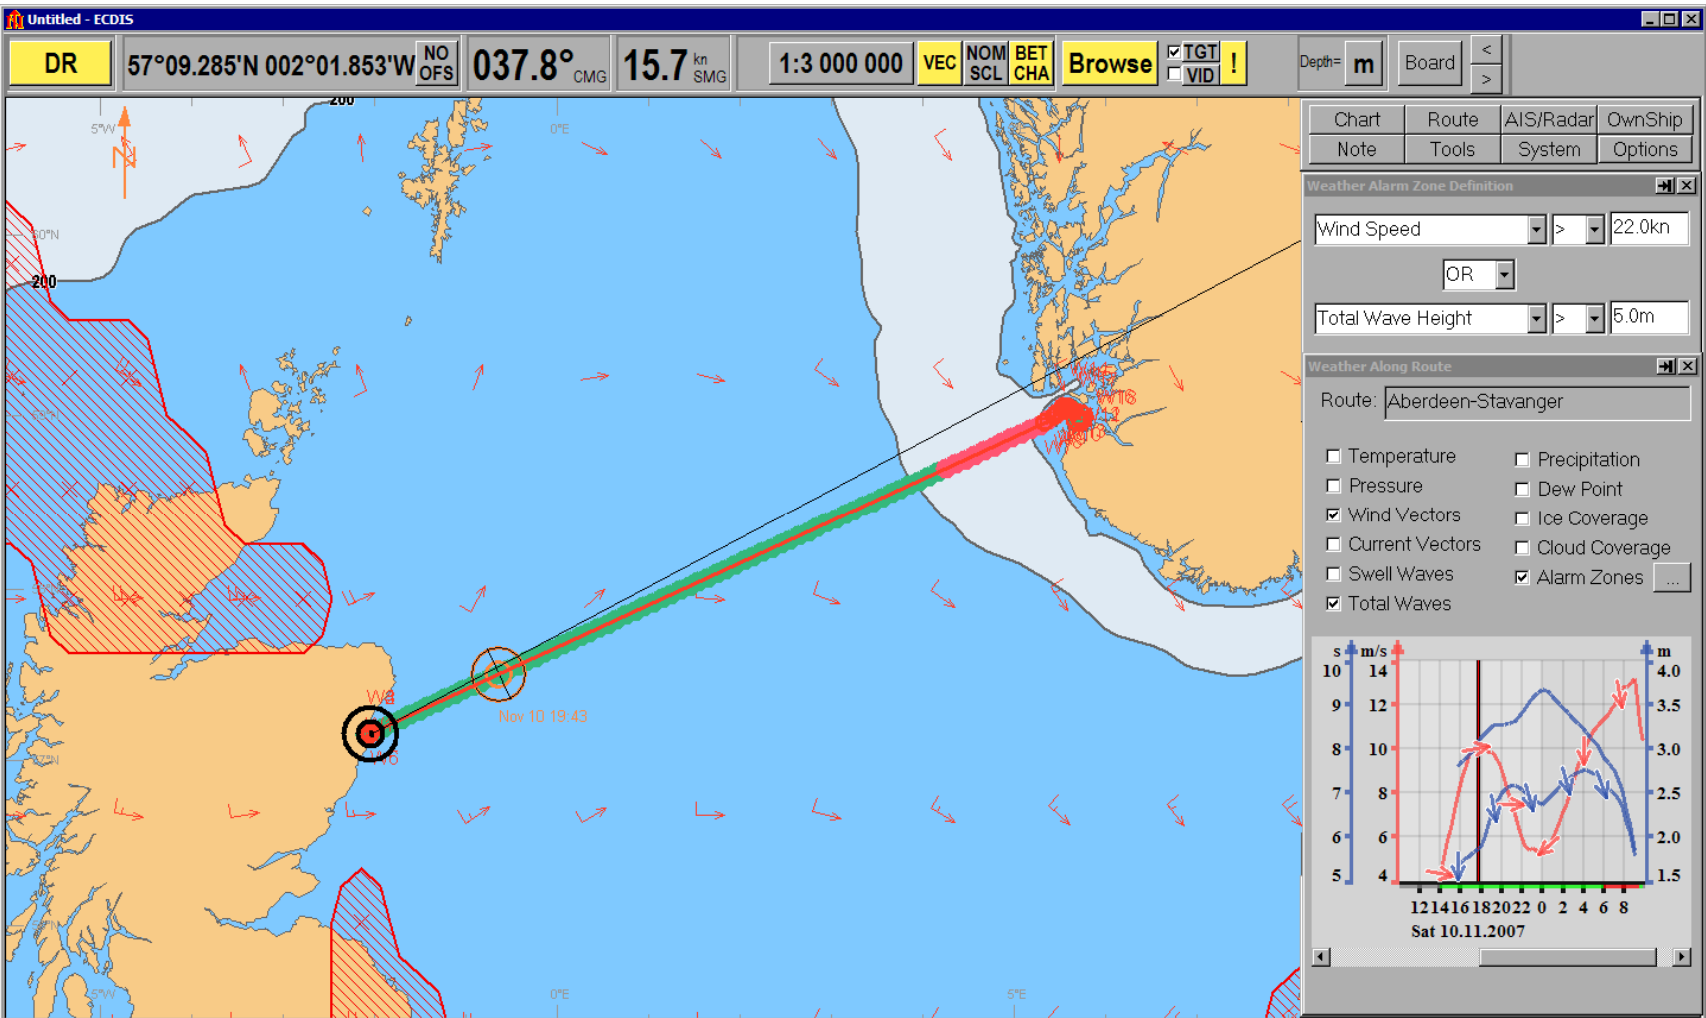 Untitled - ECDIS
DR
57°09.285'N 002°01.853'W
NO OFS
037.8° CMG
15.7 kn SMG
1:3 000 000
VEC
NOM SCL
BET CHA
Browse
TGT
VID
!
Depth=
m
Board
<
>
Chart Route AIS/Radar OwnShip
Note Tools System Options
Weather Alarm Zone Definition
Wind Speed > 22.0kn
OR
Total Wave Height > 5.0m
Weather Along Route
Route: Aberdeen-Stavanger
Temperature
Pressure
Wind Vectors
Current Vectors
Swell Waves
Total Waves
Precipitation
Dew Point
Ice Coverage
Cloud Coverage
Alarm Zones ...
s m/s m
10 14 4.0
9 12 3.5
8 10 3.0
7 8 2.5
6 6 2.0
5 4 1.5
12 14 16 18 20 22 0 2 4 6 8
Sat 10.11.2007
200
5°W
0°E
N
60°N
200
Nov 10 19:43
W6
57°N
5°W
0°E
5°E